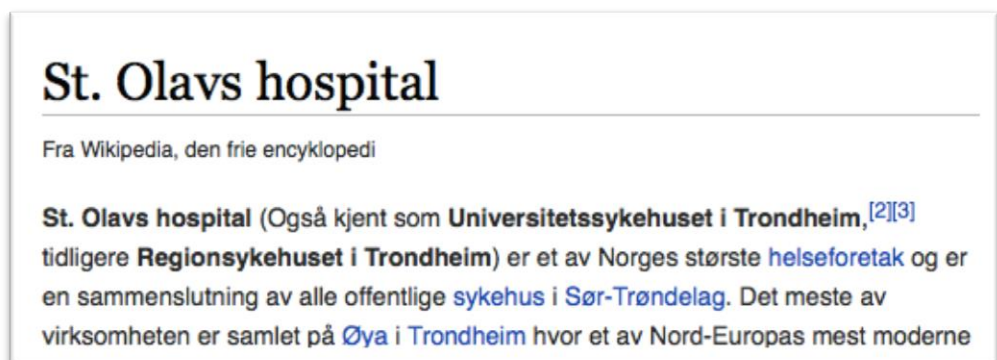 St. Olavs hospital
Fra Wikipedia, den frie encyklopedi
St. Olavs hospital (Også kjent som Universitetssykehuset i Trondheim,[2][3]
tidligere Regionsykehuset i Trondheim) er et av Norges største helseforetak og er
en sammenslutning av alle offentlige sykehus i Sør-Trøndelag. Det meste av
virksomheten er samlet på Øya i Trondheim hvor et av Nord-Europas mest moderne